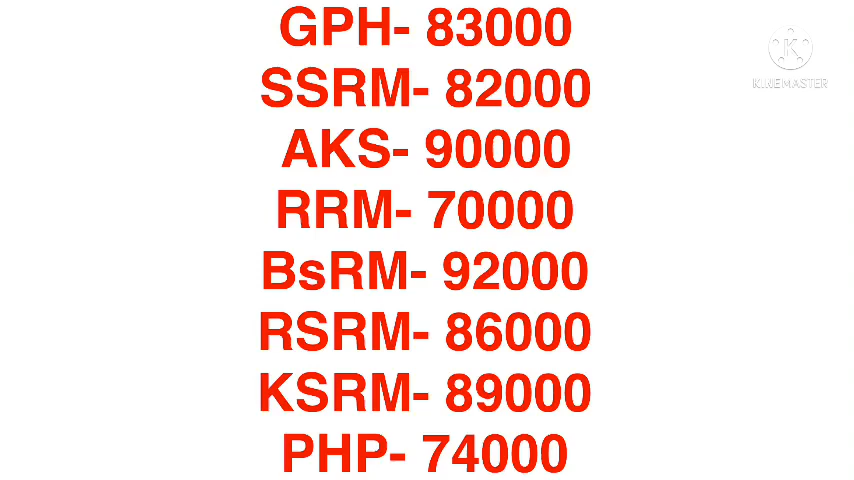 GPH- 83000
SSRM- 82000
AKS- 90000
RRM- 70000
BsRM- 92000
RSRM- 86000
KSRM- 89000
PHP- 74000
K
KINEMASTER